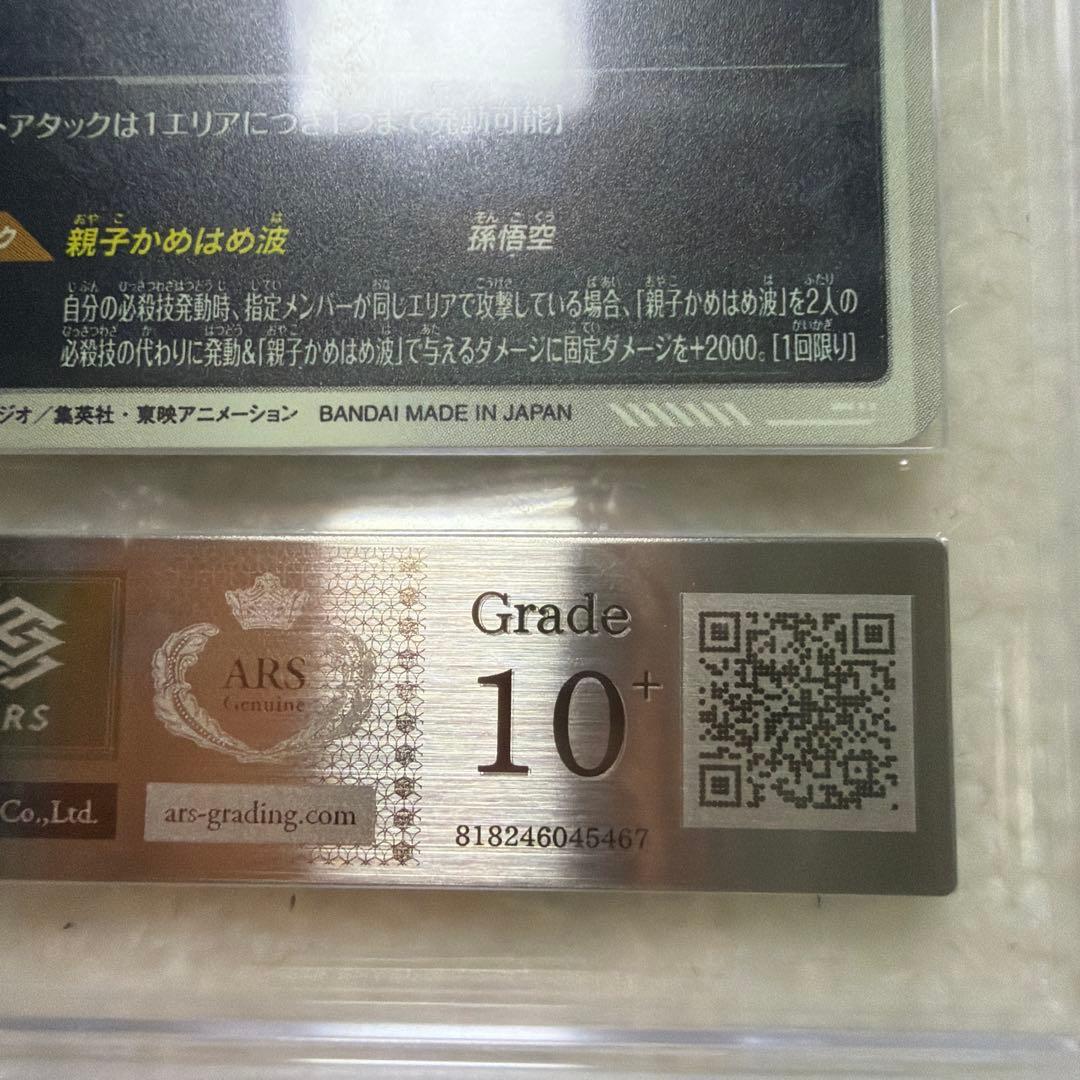 トアタックは1エリアにつき1つまで発動可能】
ク
親子かめはめ波 孫悟空
自分の必殺技発動時、指定メンバーが同じエリアで攻撃している場合、「親子かめはめ波」を2人の
必殺技の代わりに発動&「親子かめはめ波」で与えるダメージに固定ダメージを+2000。[1回限り]
ジオ/集英社・東映アニメーション BANDAI MADE IN JAPAN
ARS
Co.,Ltd.
ARS
Genuine
ars-grading.com
Grade
10+
818246045467